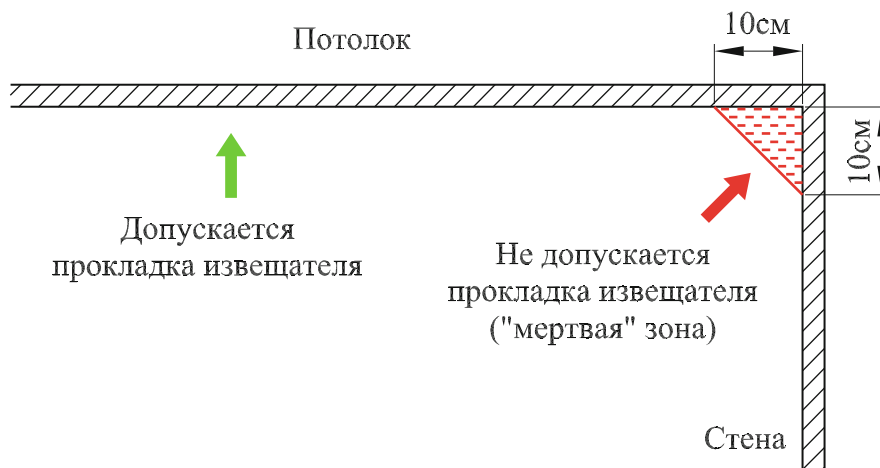 10см
Потолок
10см
Допускается
прокладка извещателя
Не допускается
прокладка извещателя
("мертвая" зона)
Стена